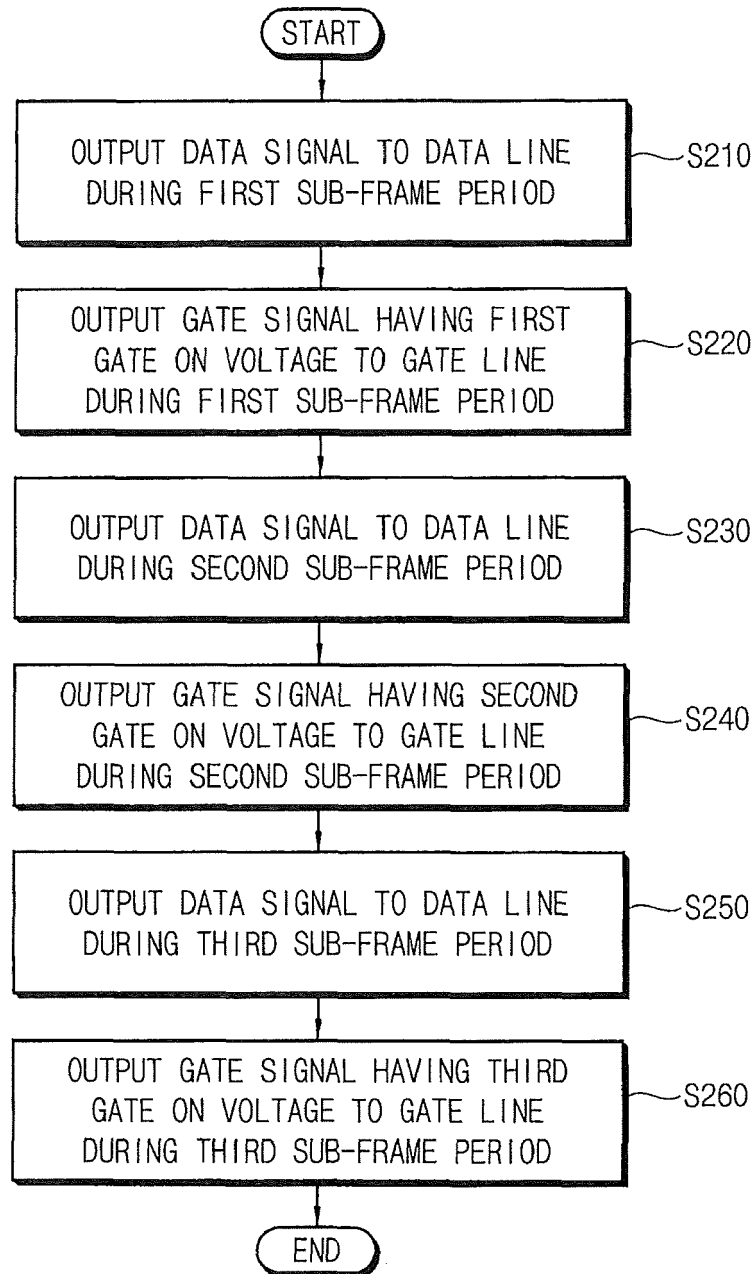 START
OUTPUT DATA SIGNAL TO DATA LINE
DURING FIRST SUB-FRAME PERIOD
S210
OUTPUT GATE SIGNAL HAVING FIRST
GATE ON VOLTAGE TO GATE LINE
DURING FIRST SUB-FRAME PERIOD
S220
OUTPUT DATA SIGNAL TO DATA LINE
DURING SECOND SUB-FRAME PERIOD
S230
OUTPUT GATE SIGNAL HAVING SECOND
GATE ON VOLTAGE TO GATE LINE
DURING SECOND SUB-FRAME PERIOD
S240
OUTPUT DATA SIGNAL TO DATA LINE
DURING THIRD SUB-FRAME PERIOD
S250
OUTPUT GATE SIGNAL HAVING THIRD
GATE ON VOLTAGE TO GATE LINE
DURING THIRD SUB-FRAME PERIOD
S260
END